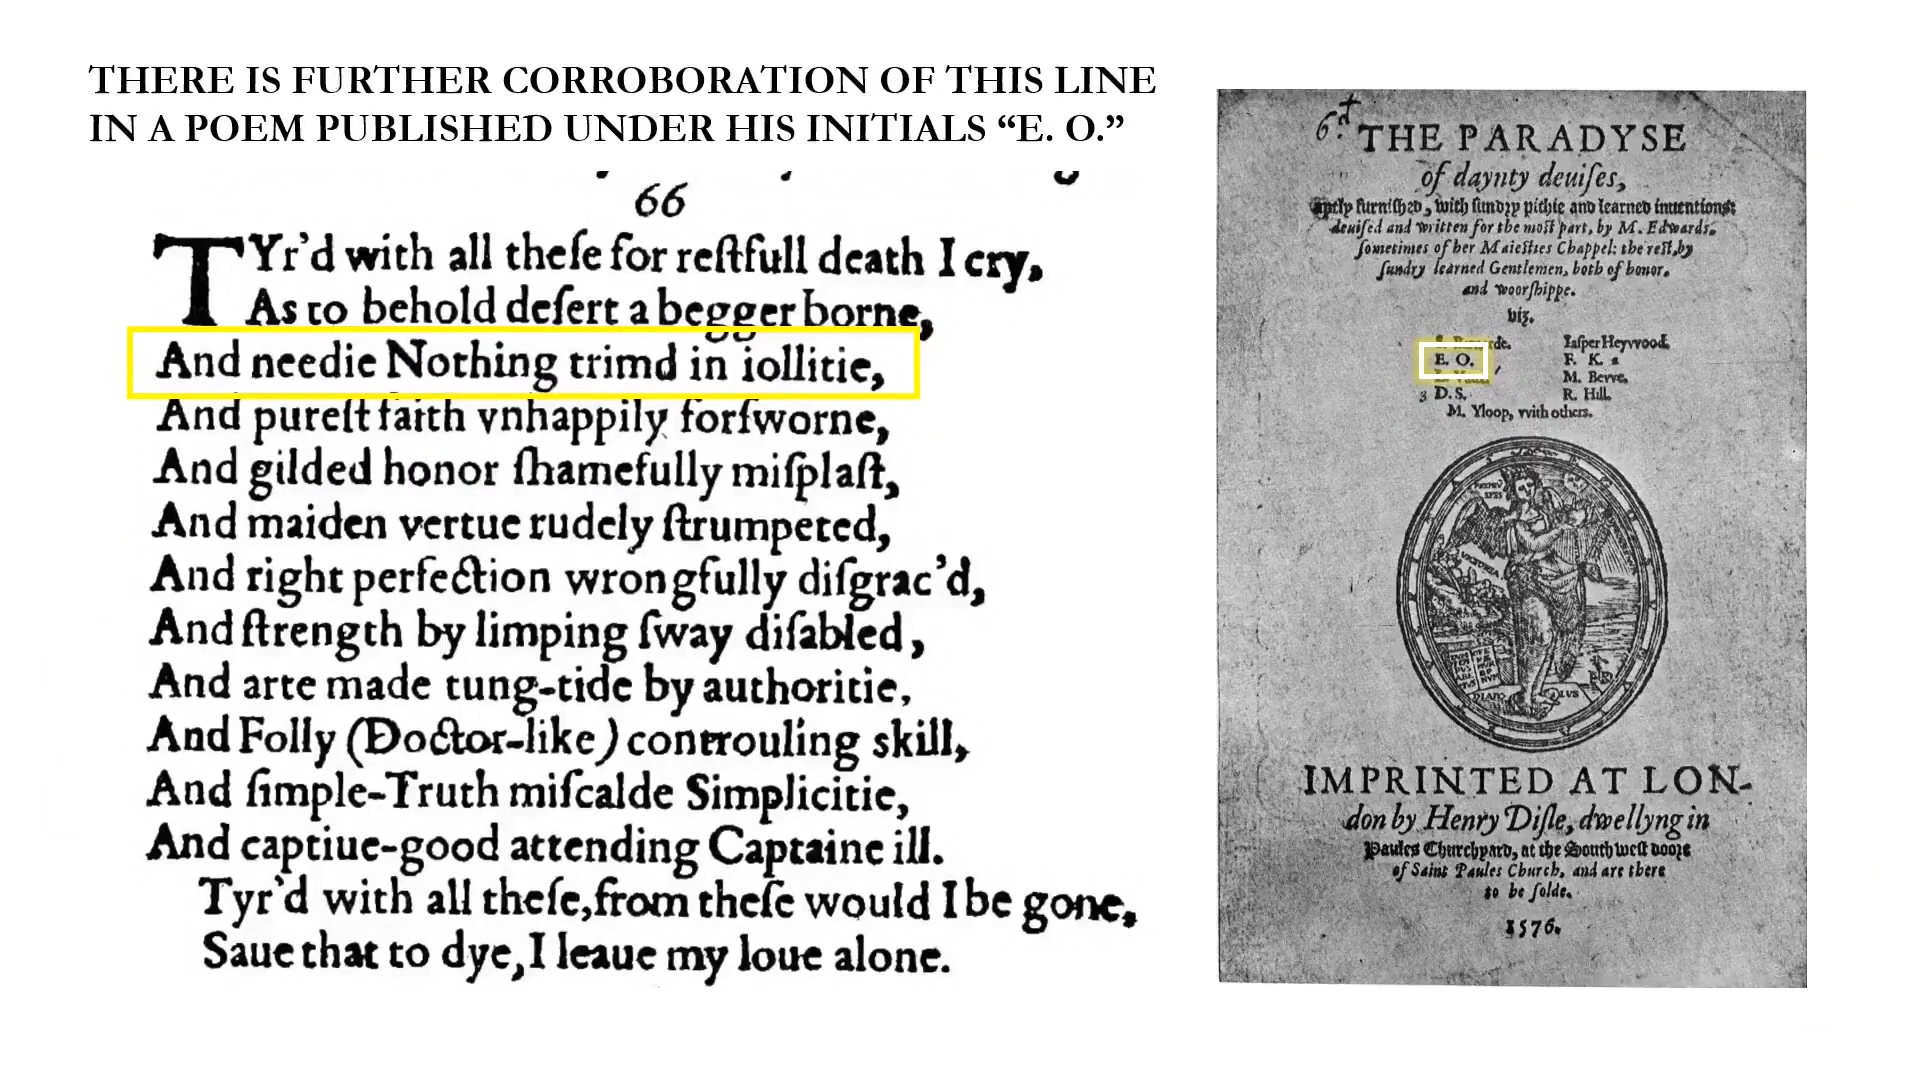 THERE IS FURTHER CORROBORATION OF THIS LINE
IN A POEM PUBLISHED UNDER HIS INITIALS “E. O.”
66
TYr’d with all theſe for reſtfull death I cry,
As to behold deſert a begger borne,
And needie Nothing trimd in iollitie,
And pureſt faith vnhappily forſworne,
And gilded honor ſhamefully miſplaſt,
And maiden vertue rudely ſtrumpeted,
And right perfection wrongfully diſgrac’d,
And ſtrength by limping ſway diſabled,
And arte made tung-tide by authoritie,
And Folly (Doctor-like) controuling skill,
And ſimple-Truth miſcalde Simplicitie,
And captiue-good attending Captaine ill.
Tyr’d with all theſe, from theſe would I be gone,
Saue that to dye, I leaue my loue alone.
6d
THE PARADYSE
of daynty deuiſes,
aptly furniſhed, with ſundry pithie and learned inuentions:
deuiſed and written for the moſt part, by M. Edwards,
ſometimes of her Maieſties Chappel: the reſt, by
ſundry learned Gentlemen, both of honor,
and woorſhippe.
viz.
Iaſper Heyvvood.
E. O. F. K.
M. Bevve.
3 D. S. R. Hill.
M. Yloop, vvith others.
IMPRINTED AT LON-
don by Henry Diſle, dwellyng in
Paules Churchyard, at the Southweſt doore
of Saint Paules Church, and are there
to be ſolde.
1576.